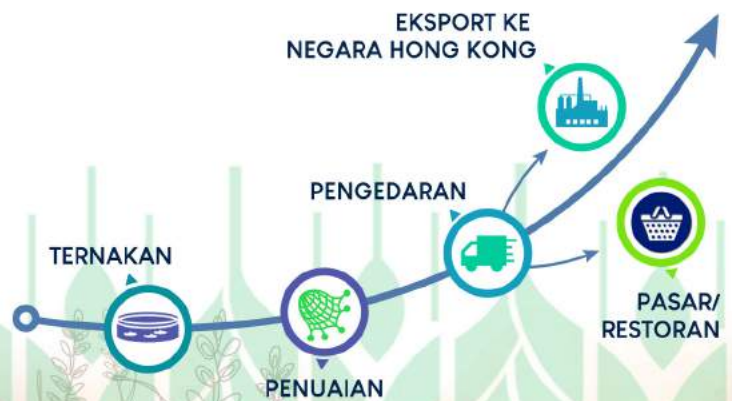 EKSPORT KE
NEGARA HONG KONG
PENGEDARAN
TERNAKAN
PASAR/
RESTORAN
PENUAIAN